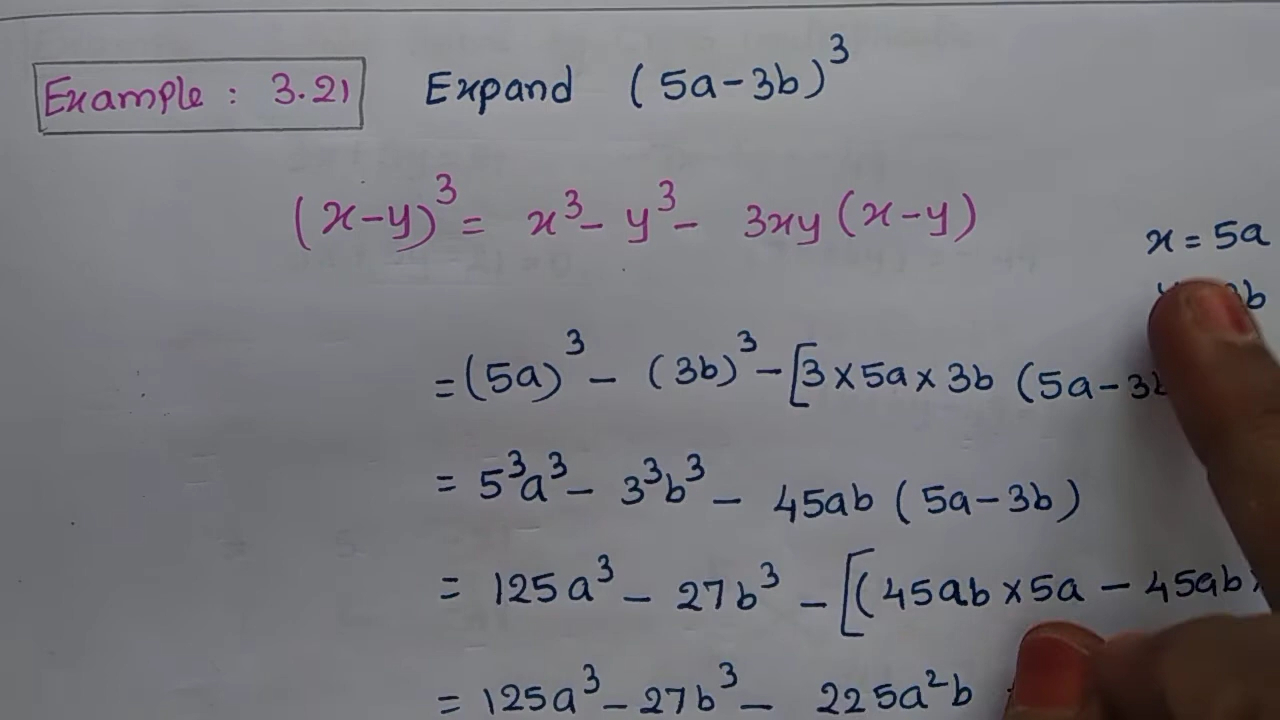 Example : 3.21 Expand (5a-3b)³
(x-y)³ = x³ - y³ - 3xy (x-y)
x = 5a
= (5a)³ - (3b)³ - [3 × 5a × 3b (5a - 3b
= 5³a³ - 3³b³ - 45ab (5a - 3b)
= 125a³ - 27b³ - [(45ab × 5a - 45ab ×
= 125a³ - 27b³ - 225a²b